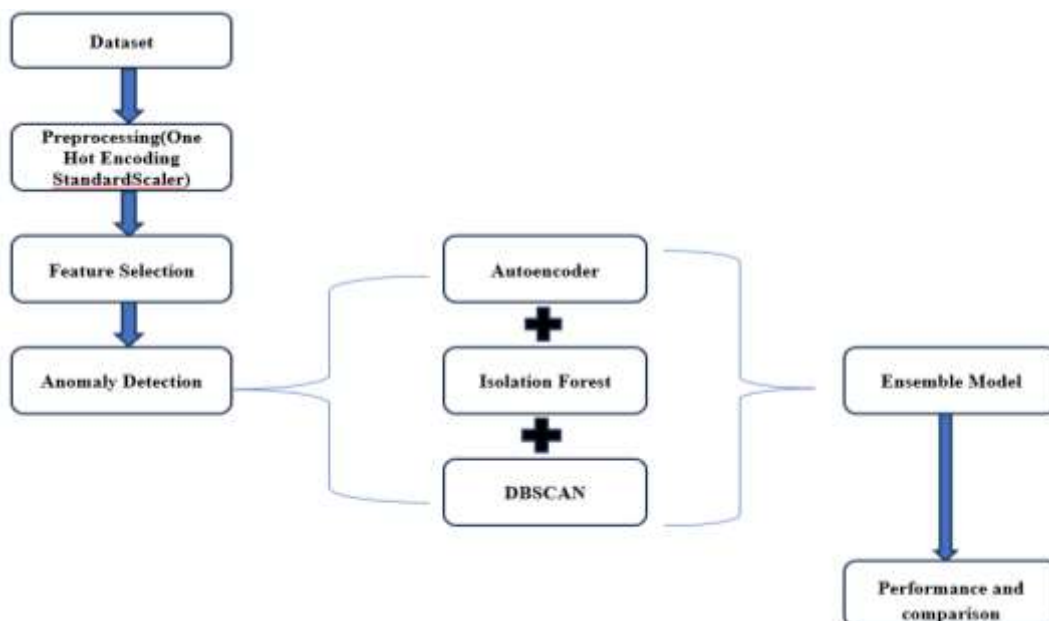 Dataset
Preprocessing(One
Hot Encoding
StandardScaler)
Feature Selection
Anomaly Detection
Autoencoder
Isolation Forest
DBSCAN
Ensemble Model
Performance and
comparison